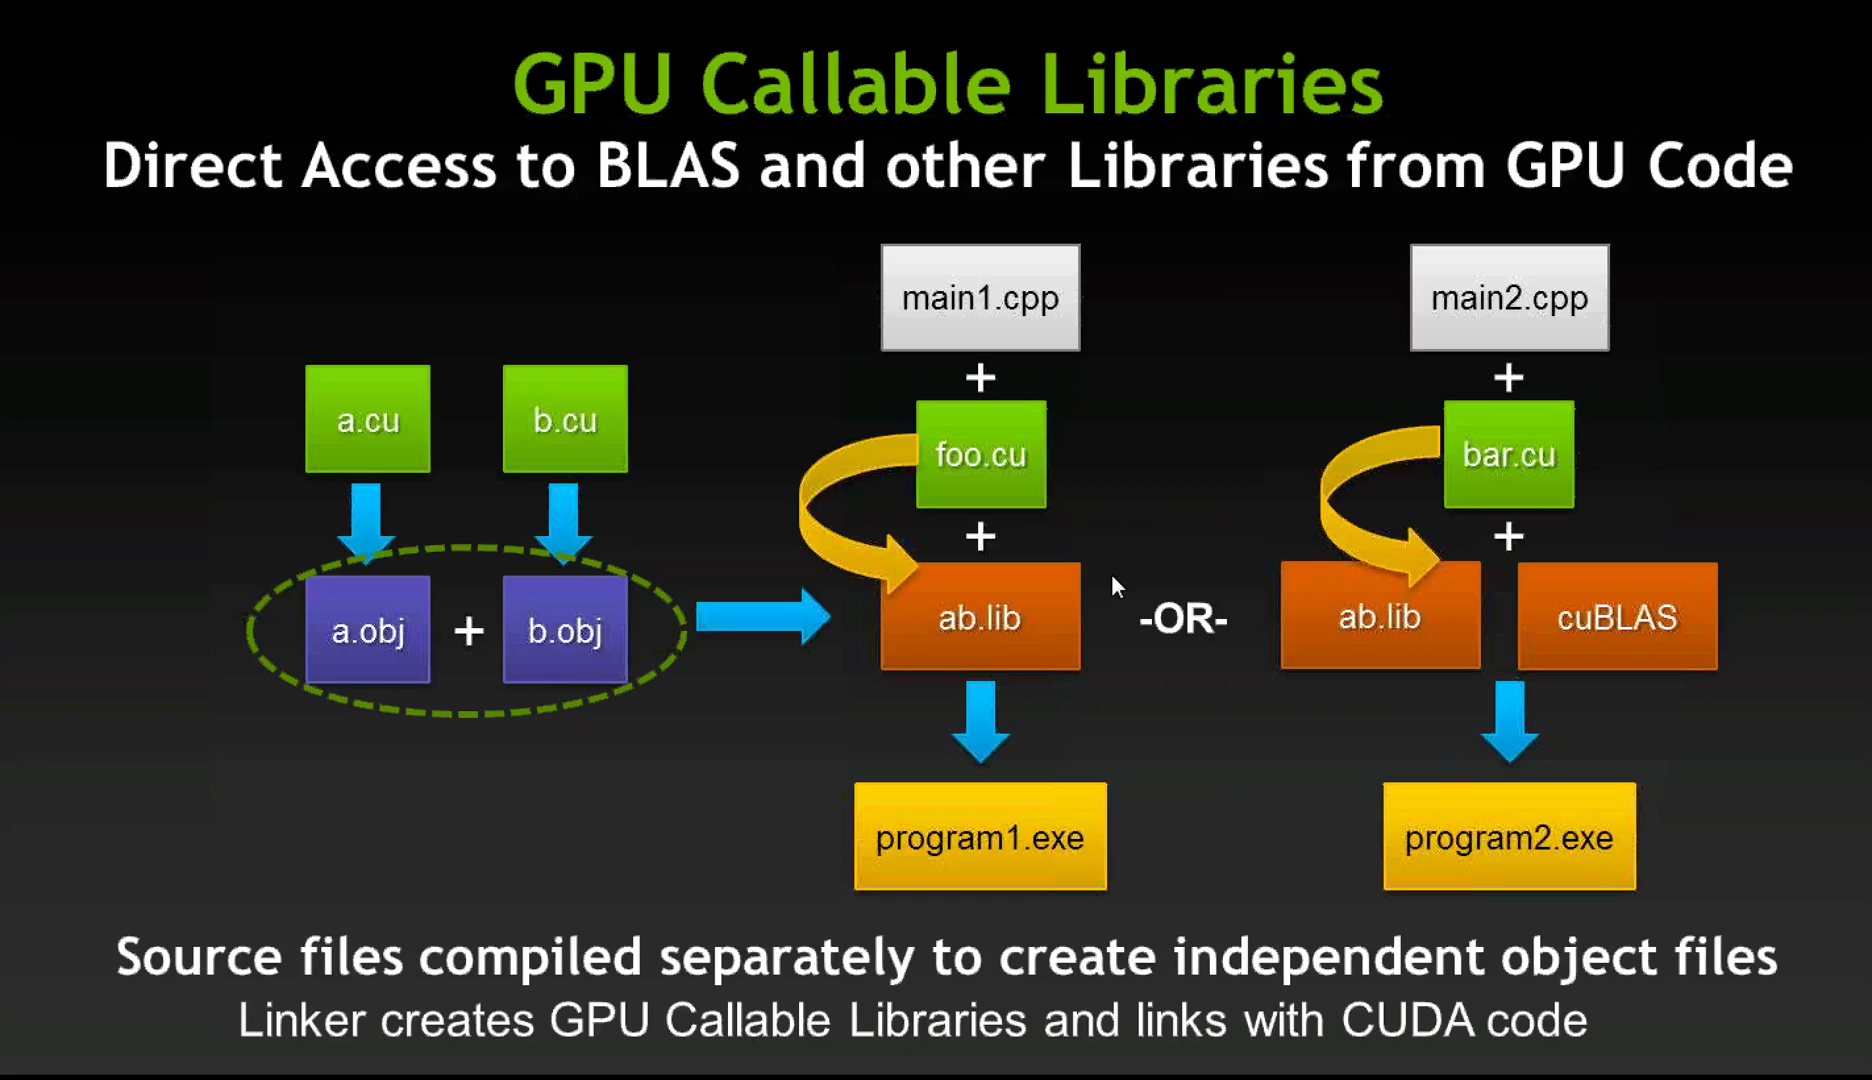 GPU Callable Libraries
Direct Access to BLAS and other Libraries from GPU Code
a.cu
b.cu
a.obj + b.obj
main1.cpp
+
foo.cu
+
ab.lib
program1.exe
-OR-
main2.cpp
+
bar.cu
+
ab.lib
cuBLAS
program2.exe
Source files compiled separately to create independent object files
Linker creates GPU Callable Libraries and links with CUDA code